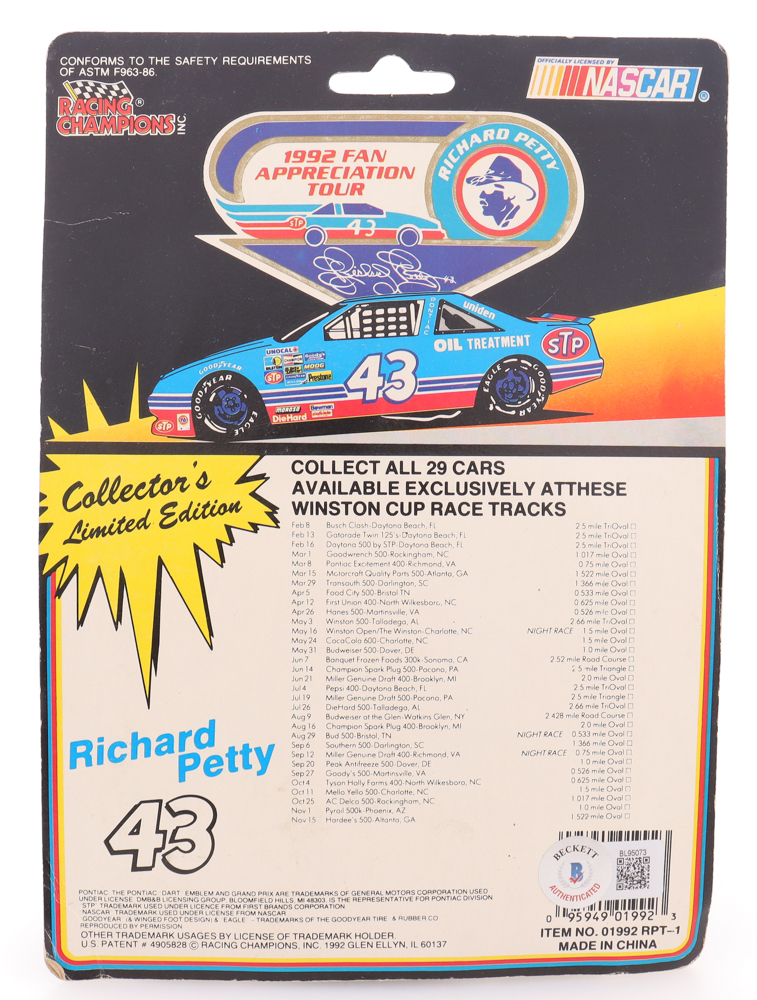 CONFORMS TO THE SAFETY REQUIREMENTS
OF ASTM F963-86.
RACING ®
CHAMPIONS INC
OFFICIALLY LICENSED BY
NASCAR ®
1992 FAN
APPRECIATION
TOUR
RICHARD PETTY
STP 43
Richard Petty 43
PONTIAC
uniden
OIL TREATMENT
STP
43
UNOCAL
CHAMPION
Goody's
MOOG
STP
Prestone
MOROSO
DieHard
GOODYEAR
GOODYEAR EAGLE
EAGLE GOODYEAR
STP
76
Collector's
Limited Edition
COLLECT ALL 29 CARS
AVAILABLE EXCLUSIVELY ATTHESE
WINSTON CUP RACE TRACKS
Feb 8 Busch Clash-Daytona Beach, FL 2.5 mile TriOval
Feb 13 Gatorade Twin 125's-Daytona Beach, FL 2.5 mile TriOval
Feb 16 Daytona 500 by STP-Daytona Beach, FL 2.5 mile TriOval
Mar 1 Goodwrench 500-Rockingham, NC 1.017 mile Oval
Mar 8 Pontiac Excitement 400-Richmond, VA 0.75 mile Oval
Mar 15 Motorcraft Quality Parts 500-Atlanta, GA 1.522 mile Oval
Mar 29 Transouth 500-Darlington, SC 1.366 mile Oval
Apr 5 Food City 500-Bristol TN 0.533 mile Oval
Apr 12 First Union 400-North Wilkesboro, NC 0.625 mile Oval
Apr 26 Hanes 500-Martinsville, VA 0.526 mile Oval
May 3 Winston 500-Talladega, AL 2.66 mile TriOval
May 16 Winston Open/The Winston-Charlotte, NC NIGHT RACE 1.5 mile Oval
May 24 CocaCola 600-Charlotte, NC 1.5 mile Oval
May 31 Budweiser 500-Dover, DE 1.0 mile Oval
Jun 7 Banquet Frozen Foods 300k-Sonoma, CA 2.52 mile Road Course
Jun 14 Champion Spark Plug 500-Pocono, PA 2.5 mile Triangle
Jun 21 Miller Genuine Draft 400-Brooklyn, MI 2.0 mile Oval
Jul 4 Pepsi 400-Daytona Beach, FL 2.5 mile TriOval
Jul 19 Miller Genuine Draft 500-Pocono, PA 2.5 mile Triangle
Jul 26 DieHard 500-Talladega, AL 2.66 mile TriOval
Aug 9 Budweiser at the Glen-Watkins Glen, NY 2.428 mile Road Course
Aug 16 Champion Spark Plug 400-Brooklyn, MI 2.0 mile Oval
Aug 29 Bud 500-Bristol, TN NIGHT RACE 0.533 mile Oval
Sep 6 Southern 500-Darlington, SC 1.366 mile Oval
Sep 12 Miller Genuine Draft 400-Richmond, VA NIGHT RACE 0.75 mile Oval
Sep 20 Peak Antifreeze 500-Dover, DE 1.0 mile Oval
Sep 27 Goody's 500-Martinsville, VA 0.526 mile Oval
Oct 4 Tyson Holly Farms 400-North Wilkesboro, NC 0.625 mile Oval
Oct 11 Mello Yello 500-Charlotte, NC 1.5 mile Oval
Oct 25 AC Delco 500-Rockingham, NC 1.017 mile Oval
Nov 1 Pyroil 500k-Phoenix, AZ 1.0 mile Oval
Nov 15 Hardee's 500-Atlanta, GA 1.522 mile Oval
Richard
Petty
43
PONTIAC. THE PONTIAC "DART" EMBLEM AND GRAND PRIX ARE TRADEMARKS OF GENERAL MOTORS CORPORATION USED
UNDER LICENSE. DMB&B LICENSING GROUP. BLOOMFIELD HILLS, MI 48303, IS THE REPRESENTATIVE FOR PONTIAC DIVISION.
"STP" TRADEMARK USED UNDER LICENCE FROM FIRST BRANDS CORPORATION
"NASCAR" TRADEMARK USED UNDER LICENSE FROM NASCAR
"GOODYEAR" (& WINGED FOOT DESIGN) & "EAGLE" - TRADEMARKS OF THE GOODYEAR TIRE & RUBBER CO
REPRODUCED BY PERMISSION
OTHER TRADEMARK USAGES BY LICENSE OF TRADEMARK HOLDER.
U.S. PATENT # 4905828 © RACING CHAMPIONS, INC. 1992 GLEN ELLYN, IL 60137
BECKETT
B
AUTHENTICATED
BL95073
0 95949 01992 3
ITEM NO. 01992 RPT-1
MADE IN CHINA